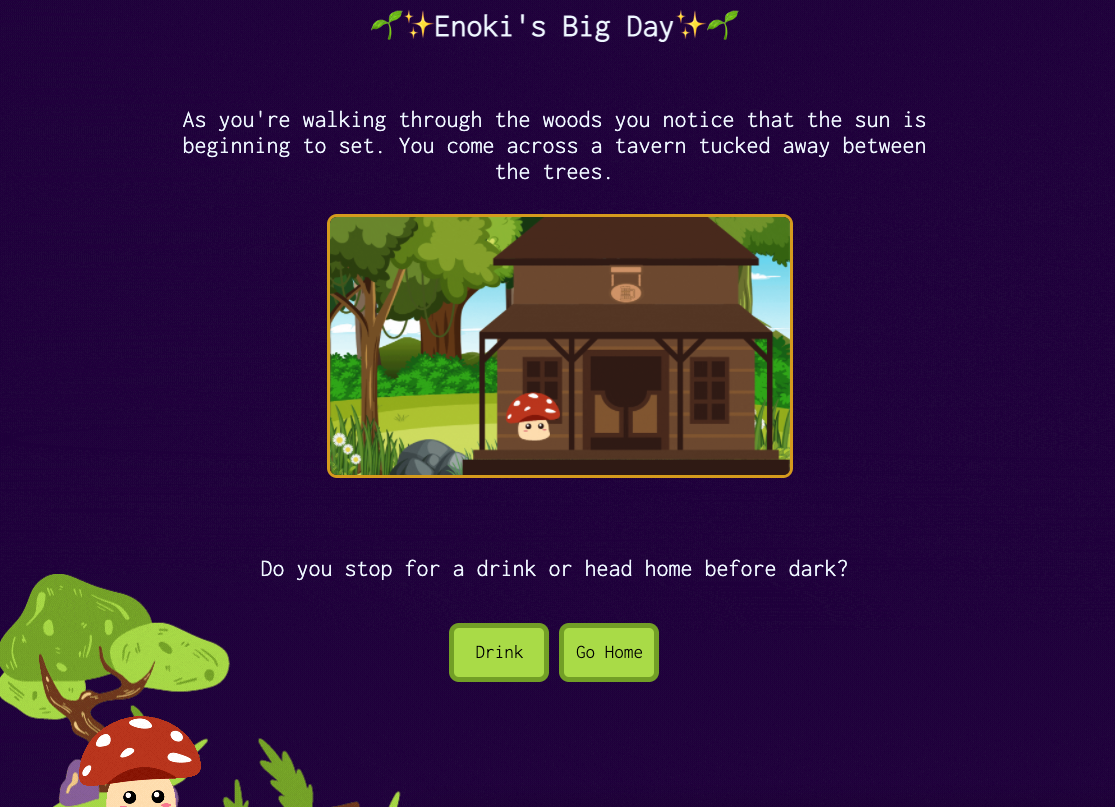 🌱✨Enoki's Big Day✨🌱
As you're walking through the woods you notice that the sun is
beginning to set. You come across a tavern tucked away between
the trees.
Do you stop for a drink or head home before dark?
Drink
Go Home